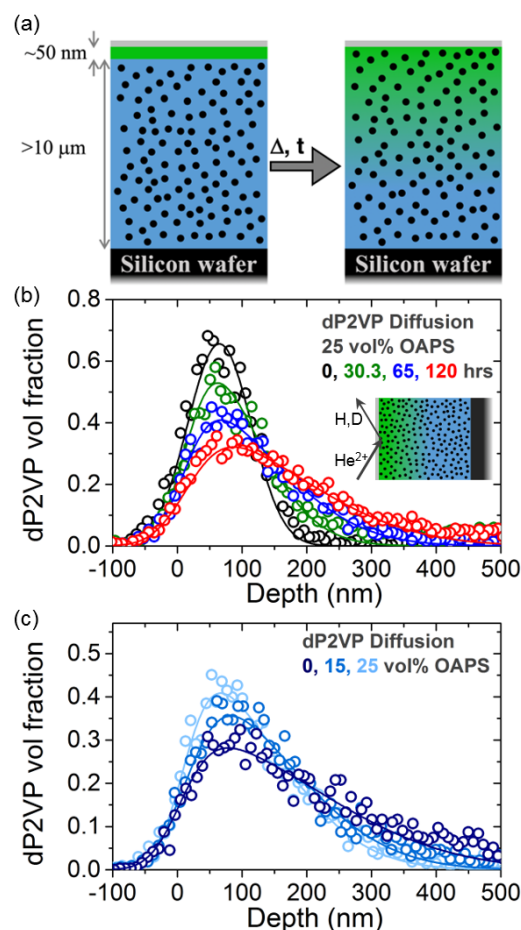 (a)
~50 nm
>10 μm
Δ, t
Silicon wafer
Silicon wafer
(b)
dP2VP Diffusion
25 vol% OAPS
0, 30.3, 65, 120 hrs
H,D
He2+
0.8
0.6
0.4
0.2
0.0
-100
0
100
200
300
400
500
dP2VP vol fraction
Depth (nm)
(c)
dP2VP Diffusion
0, 15, 25 vol% OAPS
0.5
0.4
0.3
0.2
0.1
0.0
-100
0
100
200
300
400
500
dP2VP vol fraction
Depth (nm)